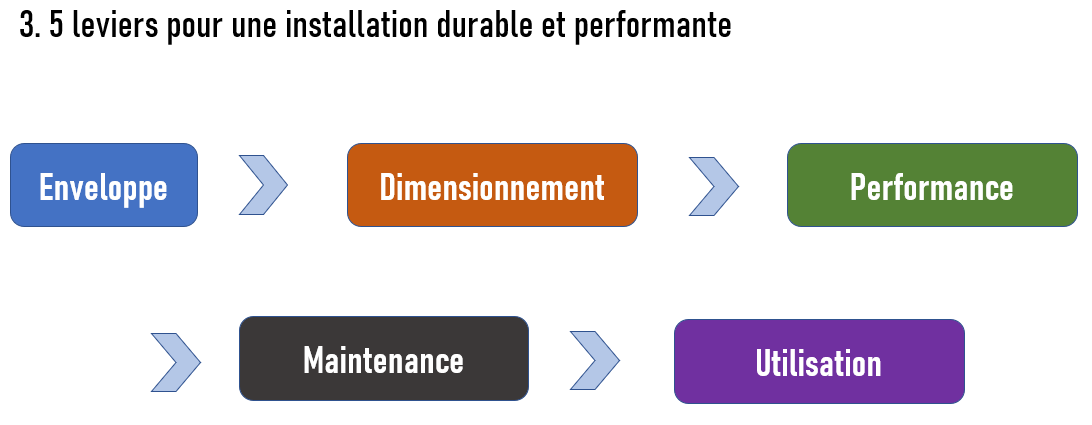 3. 5 leviers pour une installation durable et performante
Enveloppe
Dimensionnement
Performance
Maintenance
Utilisation